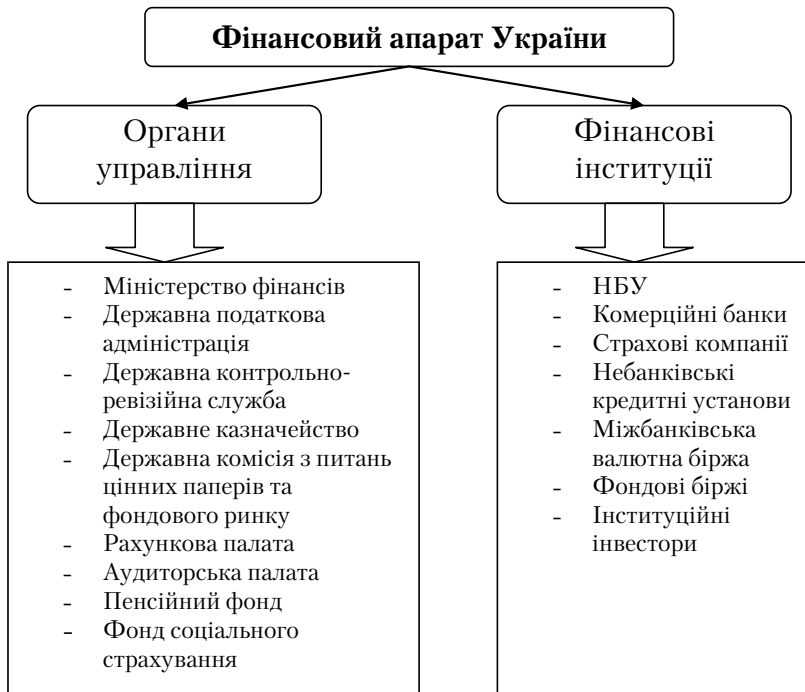 Фінансовий апарат України
Органи
управління
- Міністерство фінансів
- Державна податкова
адміністрація
- Державна контрольно-
ревізійна служба
- Державне казначейство
- Державна комісія з питань
цінних паперів та
фондового ринку
- Рахункова палата
- Аудиторська палата
- Пенсійний фонд
- Фонд соціального
страхування
Фінансові
інституції
- НБУ
- Комерційні банки
- Страхові компанії
- Небанківські
кредитні установи
- Міжбанківська
валютна біржа
- Фондові біржі
- Інституційні
інвестори